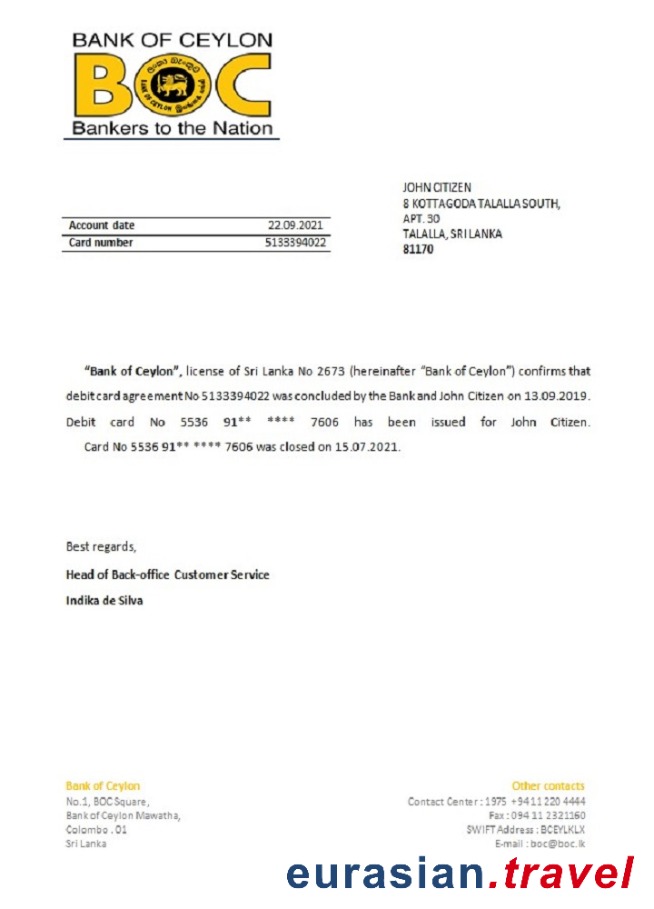 BANK OF CEYLON
BOC
BANK OF CEYLON
Bankers to the Nation
JOHN CITIZEN
8 KOTTAGODA TALALLA SOUTH,
APT. 30
TALALLA, SRI LANKA
81170
Account date 22.09.2021
Card number 5133394022
“Bank of Ceylon”, license of Sri Lanka No 2673 (hereinafter “Bank of Ceylon”) confirms that
debit card agreement No 5133394022 was concluded by the Bank and John Citizen on 13.09.2019.
Debit card No 5536 91** **** 7606 has been issued for John Citizen.
Card No 5536 91** **** 7606 was closed on 15.07.2021.
Best regards,
Head of Back-office Customer Service
Indika de Silva
Bank of Ceylon
No.1, BOC Square,
Bank of Ceylon Mawatha,
Colombo . 01
Sri Lanka
Other contacts
Contact Center : 1975 +94 11 220 4444
Fax : 094 11 2321160
SWIFT Address : BCEYLKLX
E-mail : boc@boc.lk
eurasian.travel